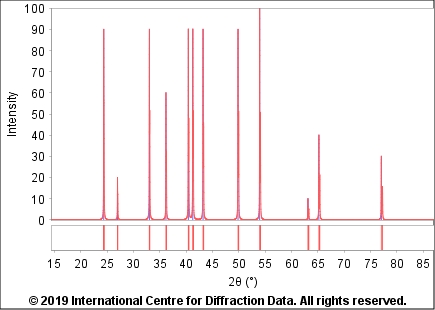 100
90
80
70
60
50
40
30
20
10
0
Intensity
15 20 25 30 35 40 45 50 55 60 65 70 75 80 85
2θ (°)
© 2019 International Centre for Diffraction Data. All rights reserved.